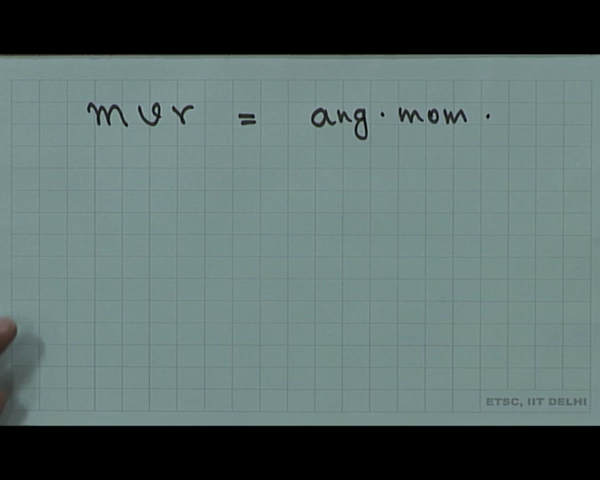 mvr = ang. mom.
ETSC, IIT DELHI